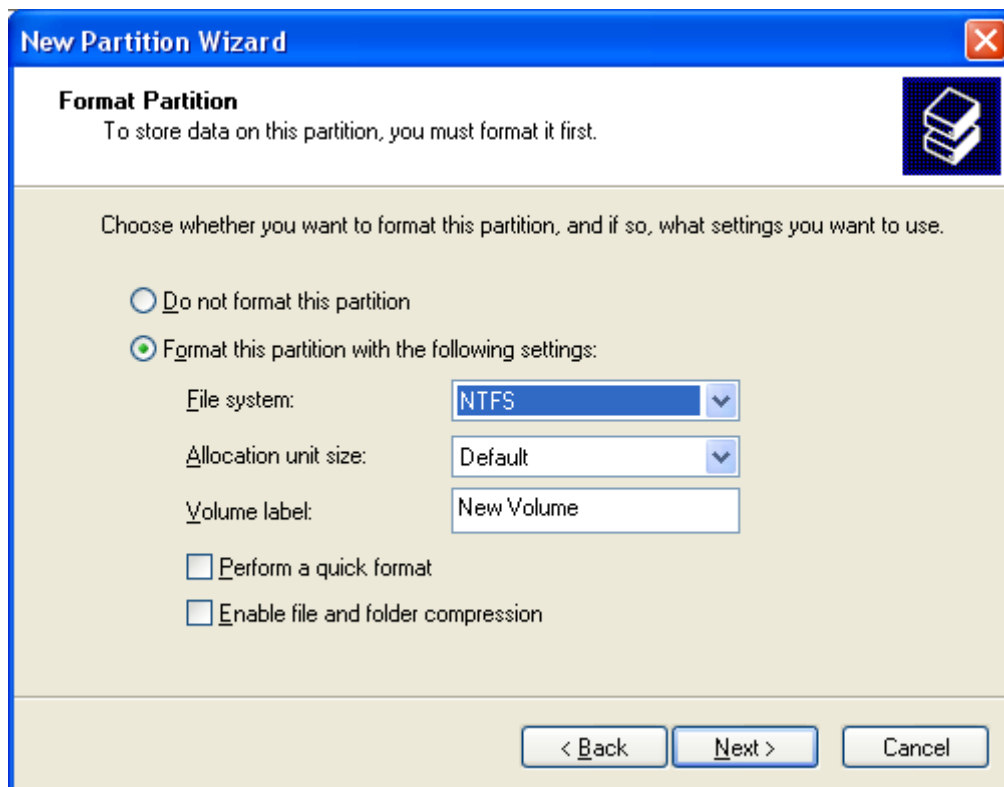 New Partition Wizard
Format Partition
To store data on this partition, you must format it first.
Choose whether you want to format this partition, and if so, what settings you want to use.
Do not format this partition
Format this partition with the following settings:
File system: NTFS
Allocation unit size: Default
Volume label: New Volume
Perform a quick format
Enable file and folder compression
< Back Next > Cancel